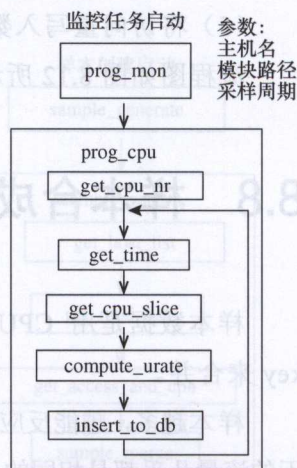 监控任务启动
参数：
主机名
模块路径
采样周期
prog_mon
prog_cpu
get_cpu_nr
get_time
get_cpu_slice
compute_urate
insert_to_db